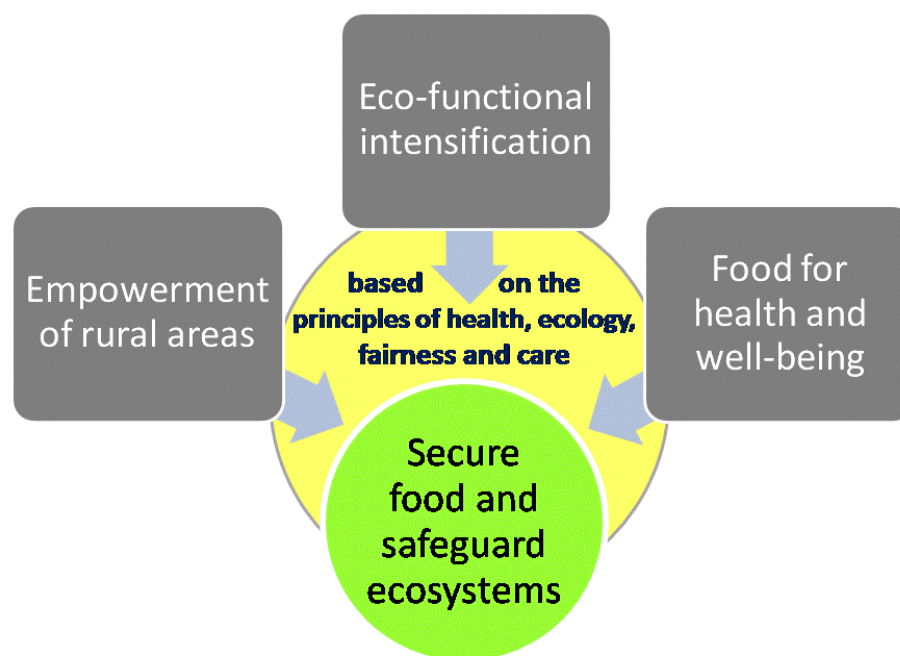 Eco-functional
intensification
Empowerment
of rural areas
Food for
health and
well-being
based on the
principles of health, ecology,
fairness and care
Secure
food and
safeguard
ecosystems